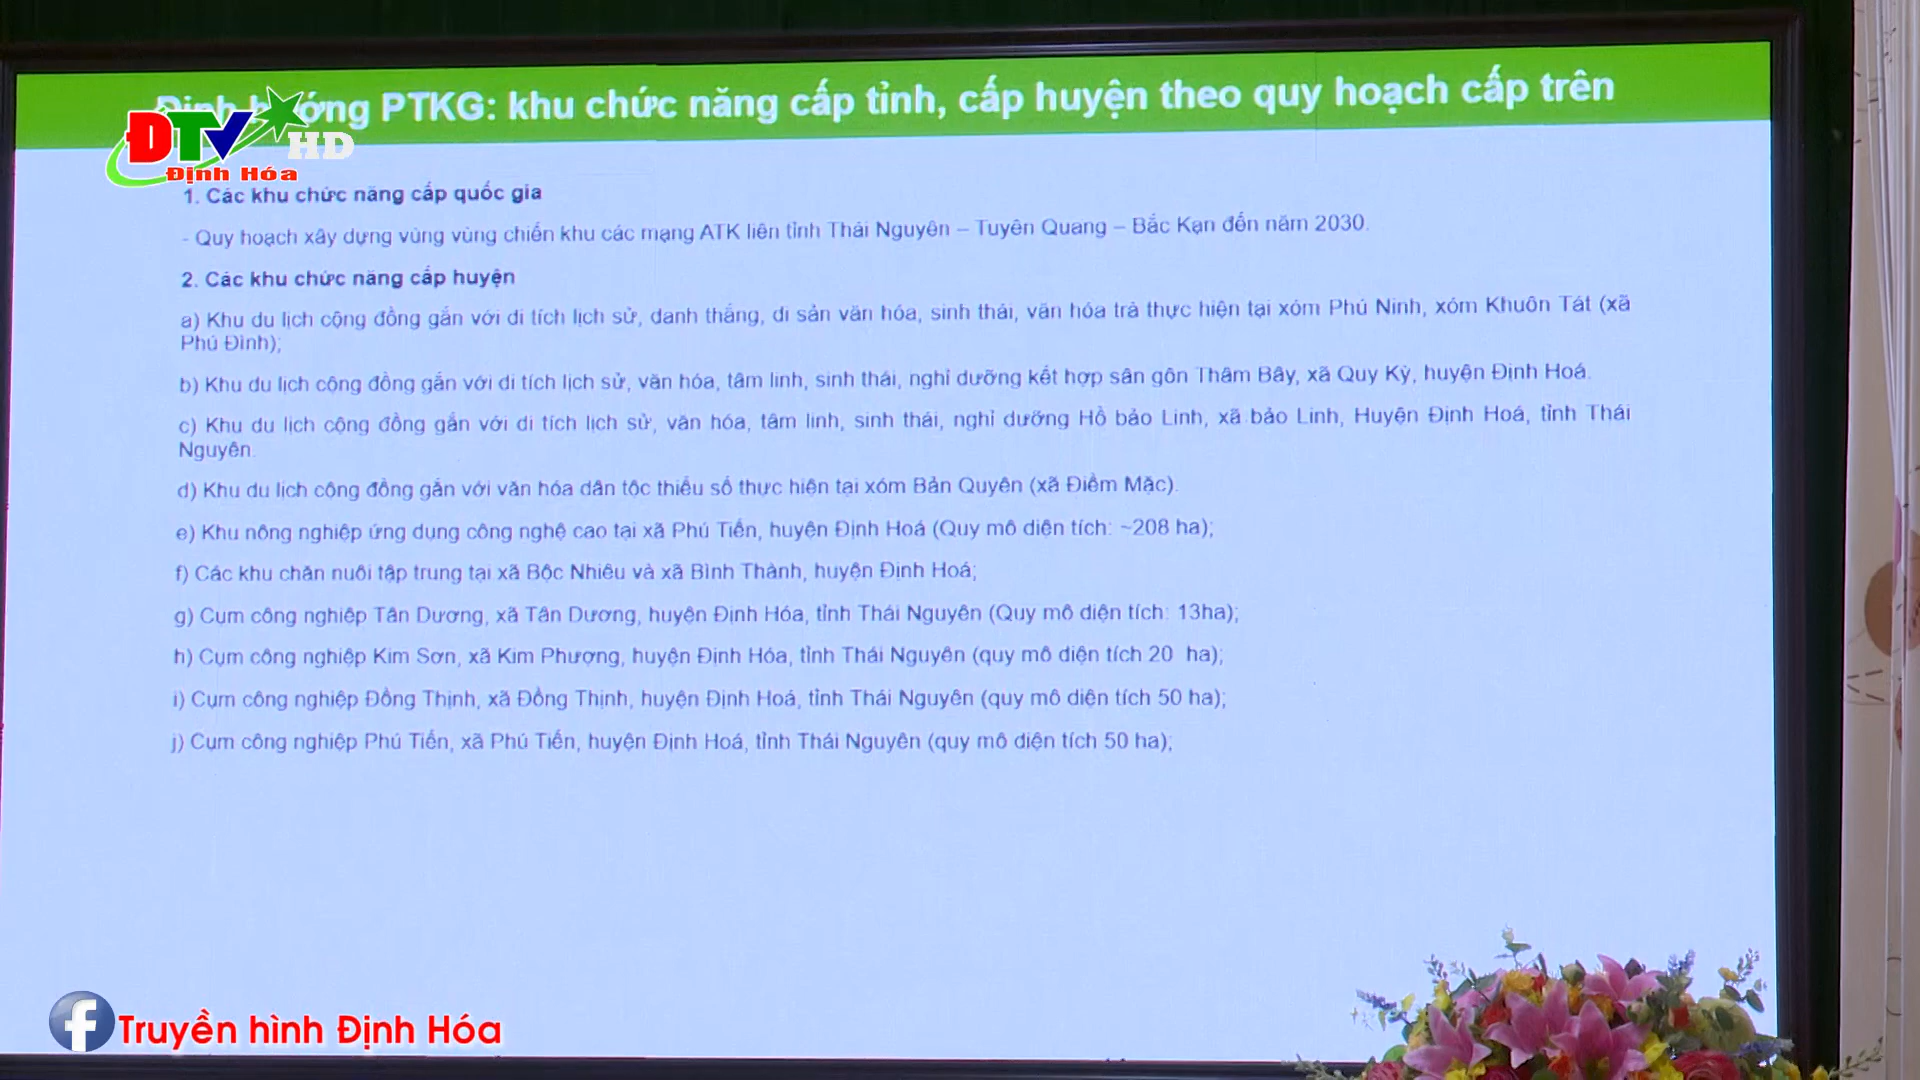 Định hướng PTKG: khu chức năng cấp tỉnh, cấp huyện theo quy hoạch cấp trên
ĐTV HD
Định Hóa
1. Các khu chức năng cấp quốc gia
- Quy hoạch xây dựng vùng vùng chiến khu các mạng ATK liên tỉnh Thái Nguyên – Tuyên Quang – Bắc Kạn đến năm 2030.
2. Các khu chức năng cấp huyện
a) Khu du lịch cộng đồng gắn với di tích lịch sử, danh thắng, di sản văn hóa, sinh thái, văn hóa trà thực hiện tại xóm Phú Ninh, xóm Khuôn Tát (xã
Phú Đình);
b) Khu du lịch cộng đồng gắn với di tích lịch sử, văn hóa, tâm linh, sinh thái, nghỉ dưỡng kết hợp sân gôn Thâm Bây, xã Quy Kỳ, huyện Định Hoá.
c) Khu du lịch cộng đồng gắn với di tích lịch sử, văn hóa, tâm linh, sinh thái, nghỉ dưỡng Hồ bảo Linh, xã bảo Linh, Huyện Định Hoá, tỉnh Thái
Nguyên.
d) Khu du lịch cộng đồng gắn với văn hóa dân tộc thiểu số thực hiện tại xóm Bản Quyên (xã Điềm Mặc).
e) Khu nông nghiệp ứng dụng công nghệ cao tại xã Phú Tiến, huyện Định Hoá (Quy mô diện tích: ~208 ha);
f) Các khu chăn nuôi tập trung tại xã Bộc Nhiêu và xã Bình Thành, huyện Định Hoá;
g) Cụm công nghiệp Tân Dương, xã Tân Dương, huyện Định Hóa, tỉnh Thái Nguyên (Quy mô diện tích: 13ha);
h) Cụm công nghiệp Kim Sơn, xã Kim Phượng, huyện Định Hóa, tỉnh Thái Nguyên (quy mô diện tích 20 ha);
i) Cụm công nghiệp Đồng Thịnh, xã Đồng Thịnh, huyện Định Hoá, tỉnh Thái Nguyên (quy mô diện tích 50 ha);
j) Cụm công nghiệp Phú Tiến, xã Phú Tiến, huyện Định Hoá, tỉnh Thái Nguyên (quy mô diện tích 50 ha);
f Truyền hình Định Hóa